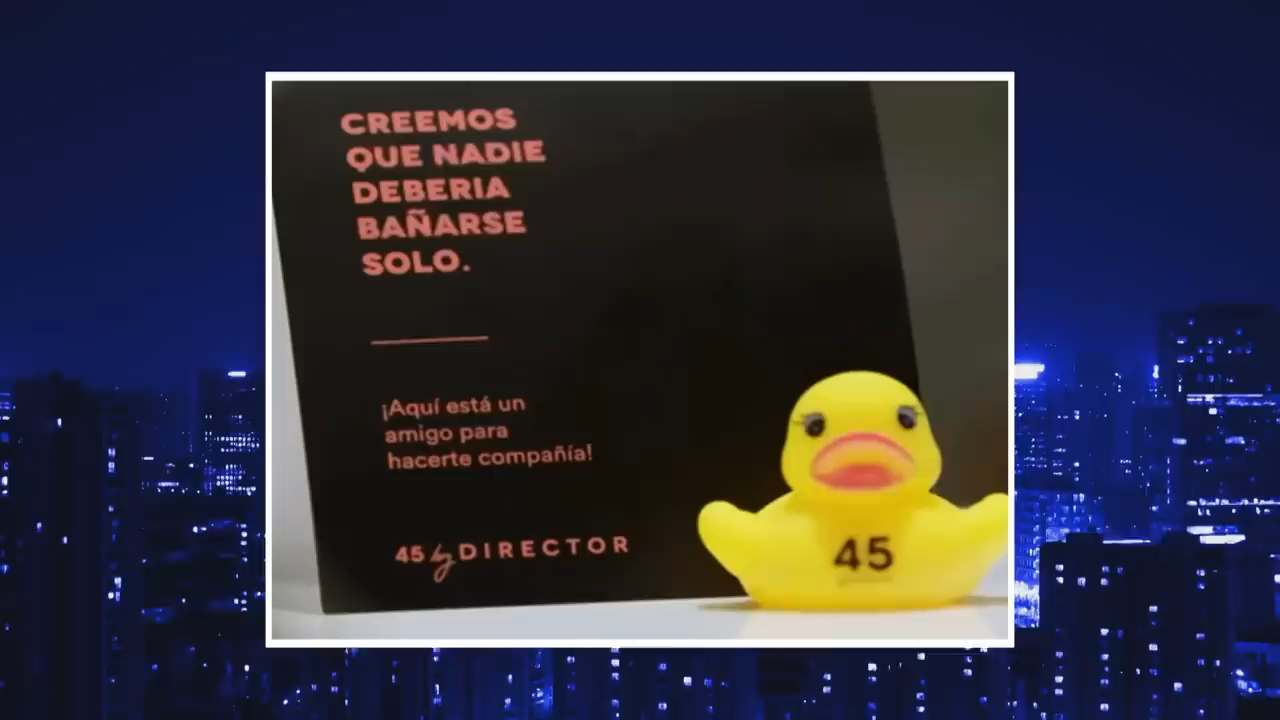 CREEMOS
QUE NADIE
DEBERIA
BAÑARSE
SOLO.
¡Aquí está un
amigo para
hacerte compañía!
45 by DIRECTOR
45